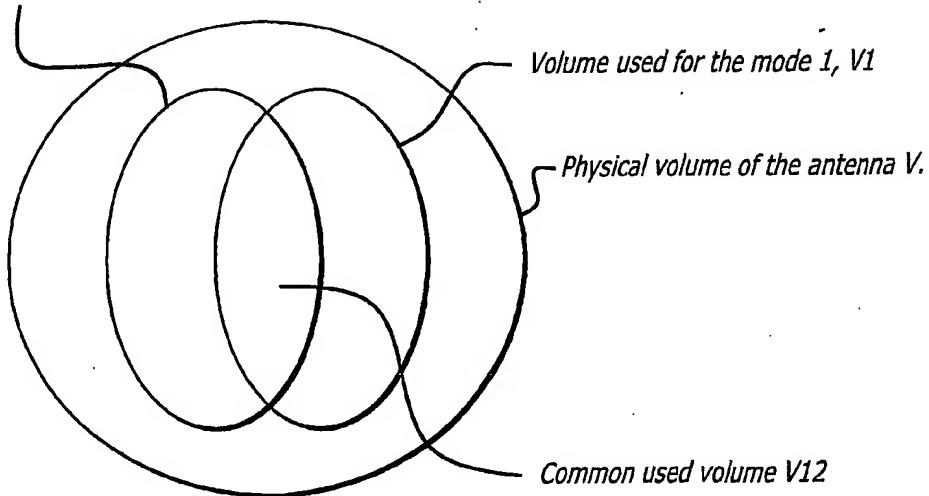 Volume used for the mode 1, V1
Physical volume of the antenna V.
Common used volume V12